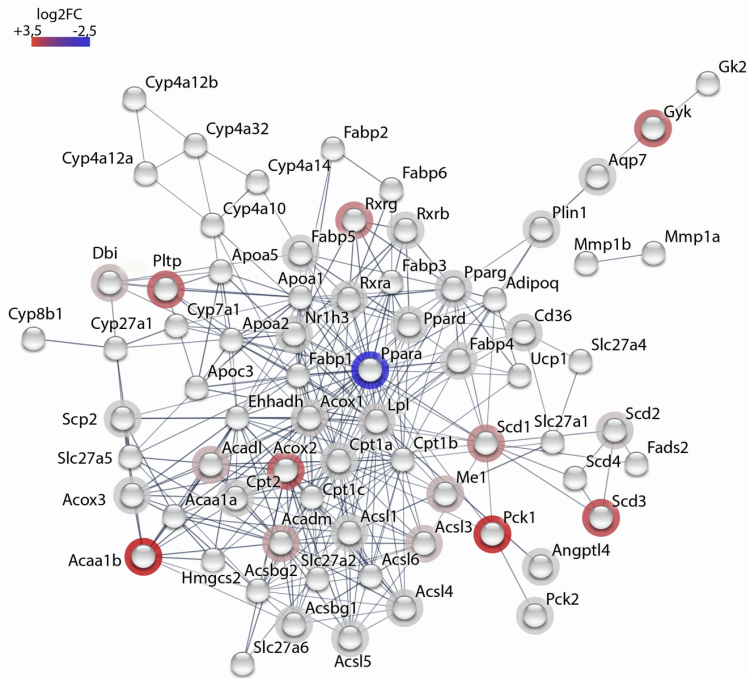 log2FC
+3,5 -2,5
Gk2
Cyp4a12b
Gyk
Cyp4a32
Fabp2
Cyp4a12a
Aqp7
Cyp4a14
Fabp6
Rxrg
Cyp4a10
Rxrb
Plin1
Fabp5
Mmp1b Mmp1a
Dbi
Pltp
Apoa5
Fabp3
Apoa1
Rxra
Pparg
Adipoq
Cyp7a1
Cyp8b1
Cyp27a1
Apoa2
Nr1h3
Ppard
Cd36
Fabp1
Ppara
Fabp4
Ucp1
Slc27a4
Apoc3
Ehhadh
Acox1
Lpl
Scp2
Scd1
Slc27a1
Scd2
Acadl
Acox2
Cpt1a
Cpt1b
Slc27a5
Scd4
Fads2
Cpt2
Me1
Acox3
Acaa1a
Cpt1c
Scd3
Acadm
Acsl1
Acsl3
Pck1
Acaa1b
Hmgcs2
Acsbg2
Slc27a2
Acsl6
Angptl4
Acsbg1
Acsl4
Pck2
Slc27a6
Acsl5